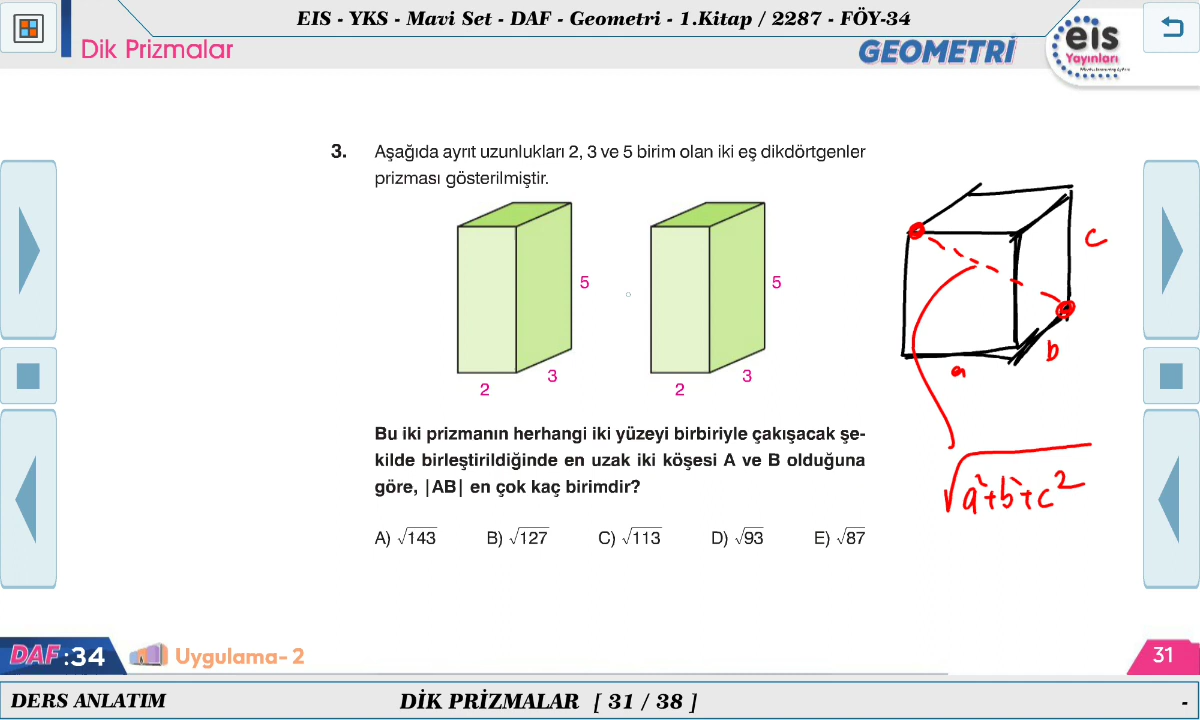 EIS - YKS - Mavi Set - DAF - Geometri - 1.Kitap / 2287 - FÖY-34
Dik Prizmalar
GEOMETRİ
eis
Yayınları
3. Aşağıda ayrıt uzunlukları 2, 3 ve 5 birim olan iki eş dikdörtgenler
prizması gösterilmiştir.
5
5
c
3
3
2
2
b
a
Bu iki prizmanın herhangi iki yüzeyi birbiriyle çakışacak şe-
kilde birleştirildiğinde en uzak iki köşesi A ve B olduğuna
göre, |AB| en çok kaç birimdir?
√a²+b²+c²
A) √143 B) √127 C) √113 D) √93 E) √87
DAF :34
Uygulama- 2
31
DERS ANLATIM
DİK PRİZMALAR [ 31 / 38 ]
-